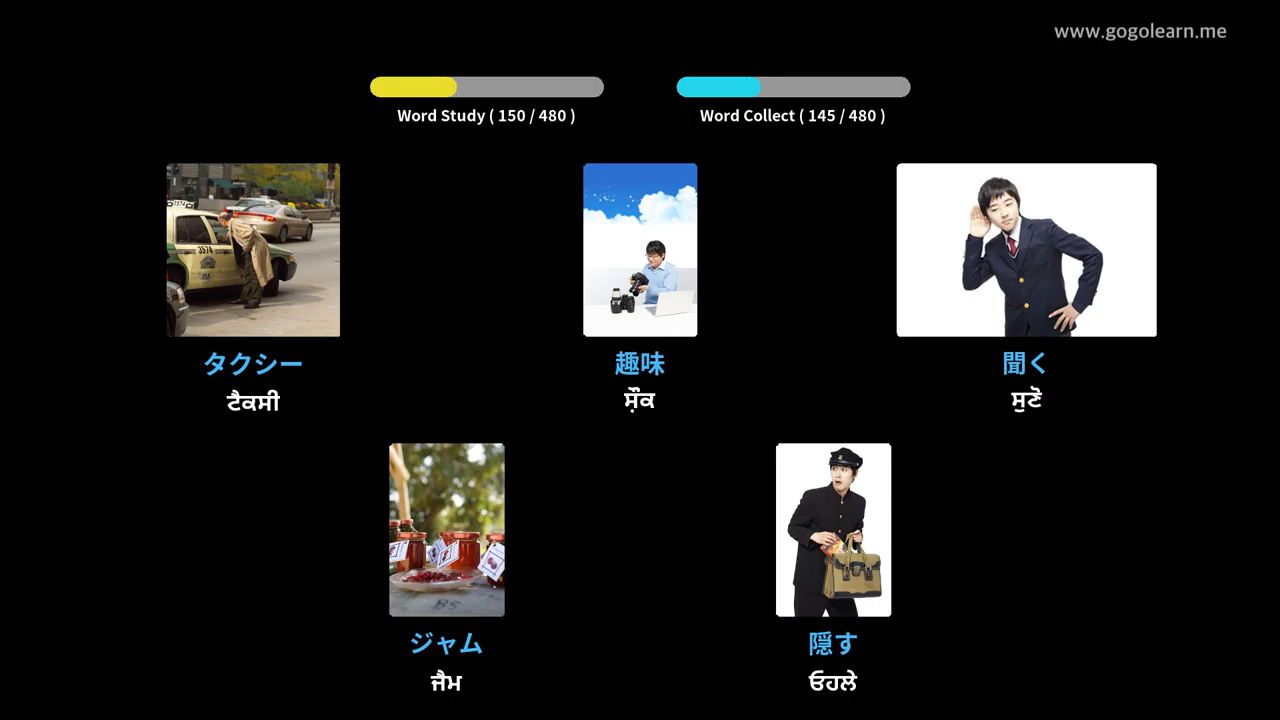 www.gogolearn.me
Word Study ( 150 / 480 )
Word Collect ( 145 / 480 )
3574
タクシー
ਟੈਕਸੀ
趣味
ਸ਼ੌਂਕ
聞く
ਸੁਣੋ
ジャム
ਜੈਮ
隠す
ਓਹਲੇ